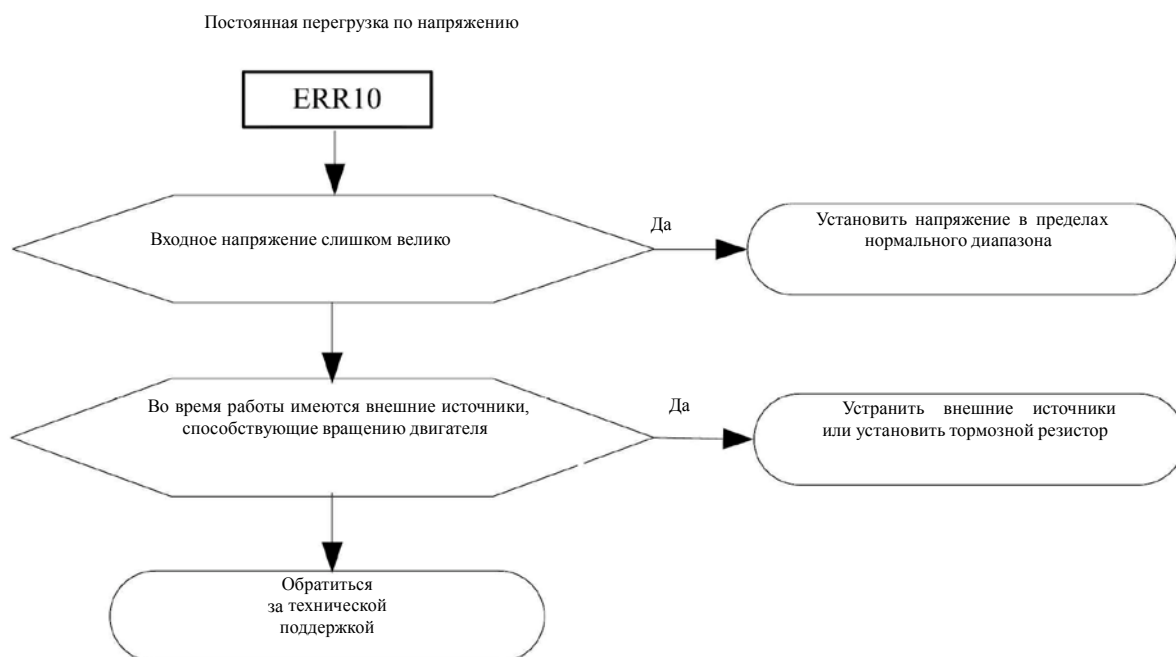 Постоянная перегрузка по напряжению
ERR10
Входное напряжение слишком велико
Да
Установить напряжение в пределах
нормального диапазона
Во время работы имеются внешние источники,
способствующие вращению двигателя
Да
Устранить внешние источники
или установить тормозной резистор
Обратиться
за технической
поддержкой